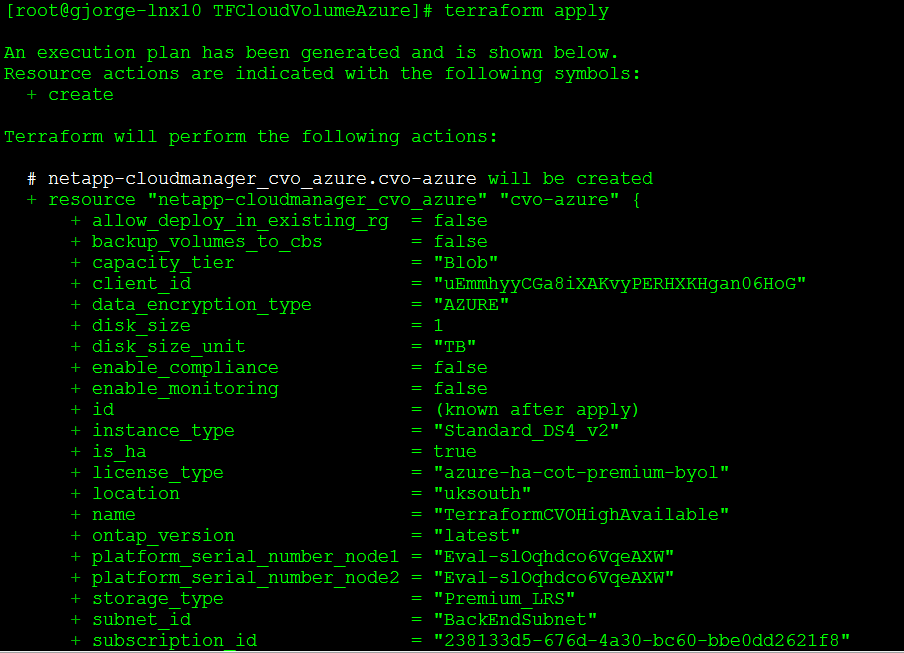 [root@gjorge-lnx10 TFCloudVolumeAzure]# terraform apply
An execution plan has been generated and is shown below.
Resource actions are indicated with the following symbols:
+ create
Terraform will perform the following actions:
# netapp-cloudmanager_cvo_azure.cvo-azure will be created
+ resource "netapp-cloudmanager_cvo_azure" "cvo-azure" {
+ allow_deploy_in_existing_rg = false
+ backup_volumes_to_cbs = false
+ capacity_tier = "Blob"
+ client_id = "uEmmhyyCGa8iXAKvyPERHXKHgan06HoG"
+ data_encryption_type = "AZURE"
+ disk_size = 1
+ disk_size_unit = "TB"
+ enable_compliance = false
+ enable_monitoring = false
+ id = (known after apply)
+ instance_type = "Standard_DS4_v2"
+ is_ha = true
+ license_type = "azure-ha-cot-premium-byol"
+ location = "uksouth"
+ name = "TerraformCVOHighAvailable"
+ ontap_version = "latest"
+ platform_serial_number_node1 = "Eval-slOqhdco6VqeAXW"
+ platform_serial_number_node2 = "Eval-slOqhdco6VqeAXW"
+ storage_type = "Premium_LRS"
+ subnet_id = "BackEndSubnet"
+ subscription_id = "238133d5-676d-4a30-bc60-bbe0dd2621f8"